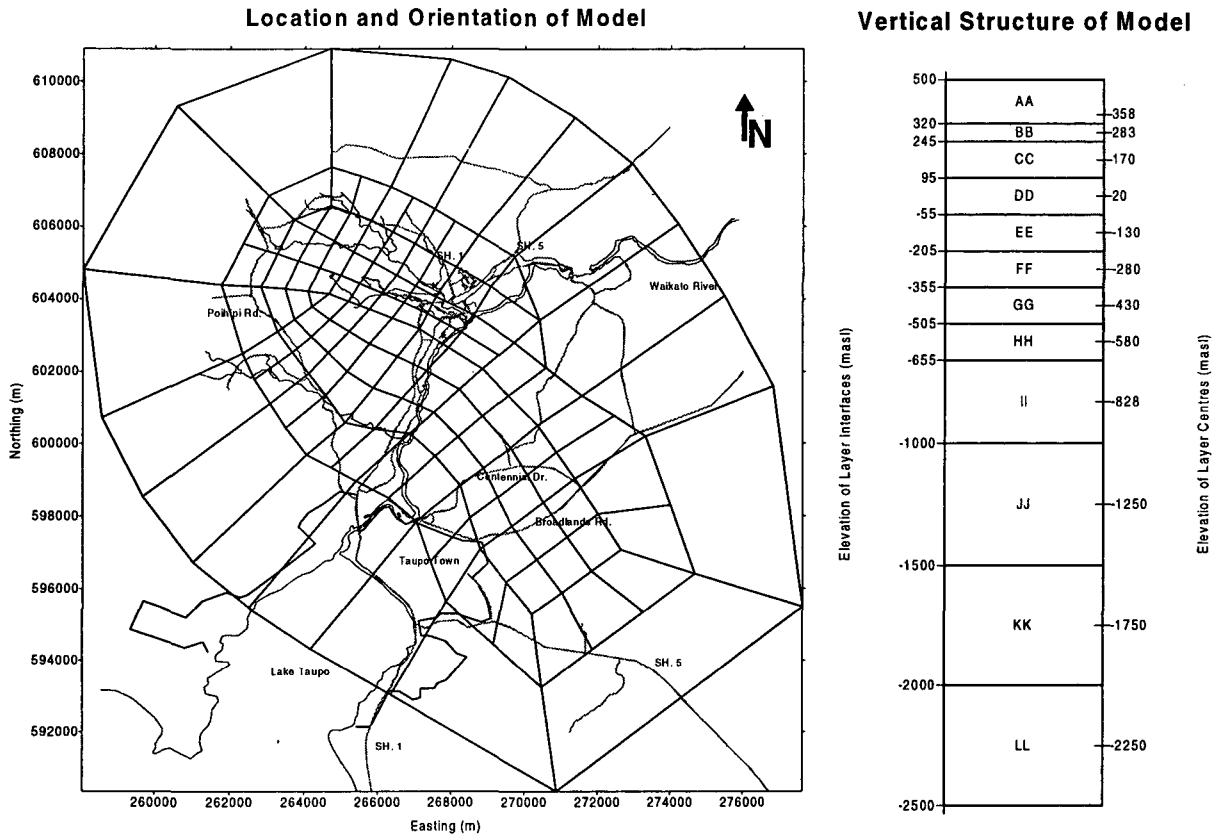 Location and Orientation of Model
Vertical Structure of Model
Northing (m)
610000
608000
606000
604000
602000
600000
598000
596000
594000
592000
N
SH. 1
SH. 5
Waikato River
Poihipi Rd.
Centennial Dr.
Broadlands Rd.
Taupo Town
Lake Taupo
SH. 5
SH. 1
260000 262000 264000 266000 268000 270000 272000 274000 276000
Easting (m)
Elevation of Layer Interfaces (masl)
500
320
245
95
-55
-205
-355
-505
-655
-1000
-1500
-2000
-2500
AA
BB
CC
DD
EE
FF
GG
HH
II
JJ
KK
LL
358
283
170
20
-130
-280
-430
-580
-828
-1250
-1750
-2250
Elevation of Layer Centres (masl)